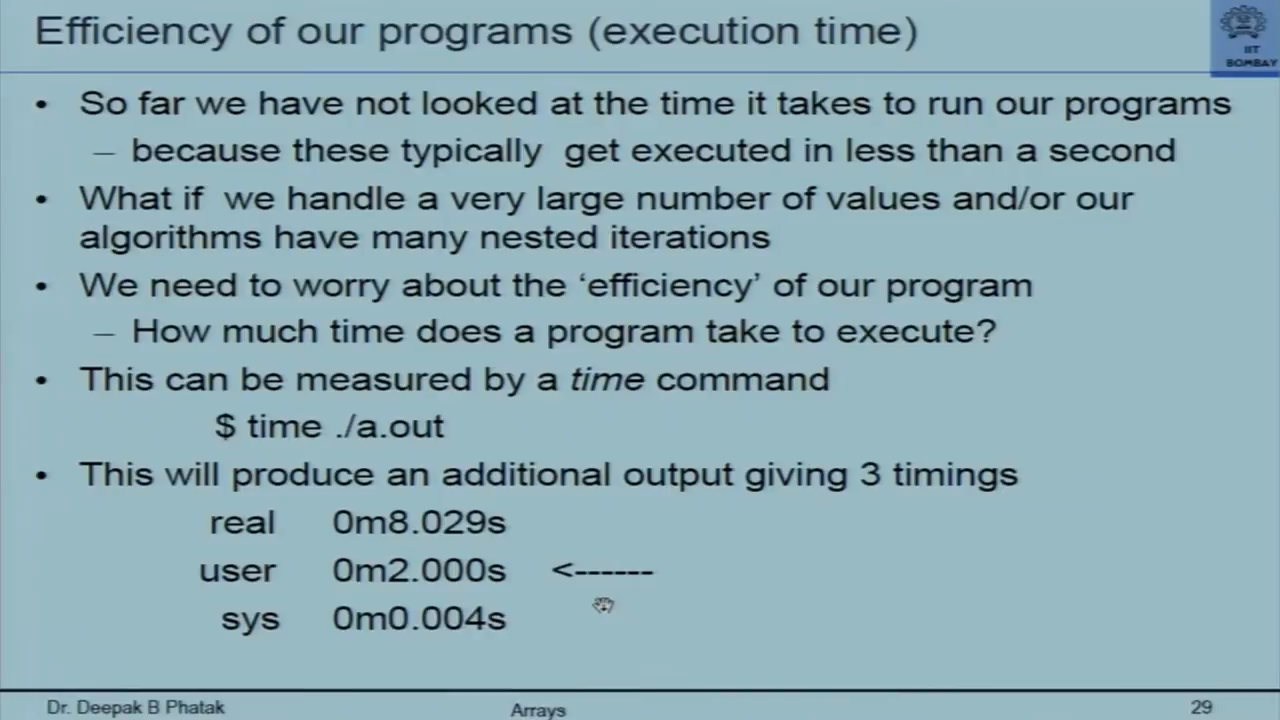 Efficiency of our programs (execution time)
IIT
BOMBAY
• So far we have not looked at the time it takes to run our programs
– because these typically get executed in less than a second
• What if we handle a very large number of values and/or our
algorithms have many nested iterations
• We need to worry about the ‘efficiency’ of our program
– How much time does a program take to execute?
• This can be measured by a time command
$ time ./a.out
• This will produce an additional output giving 3 timings
real 0m8.029s
user 0m2.000s <------
sys 0m0.004s
Dr. Deepak B Phatak Arrays 29